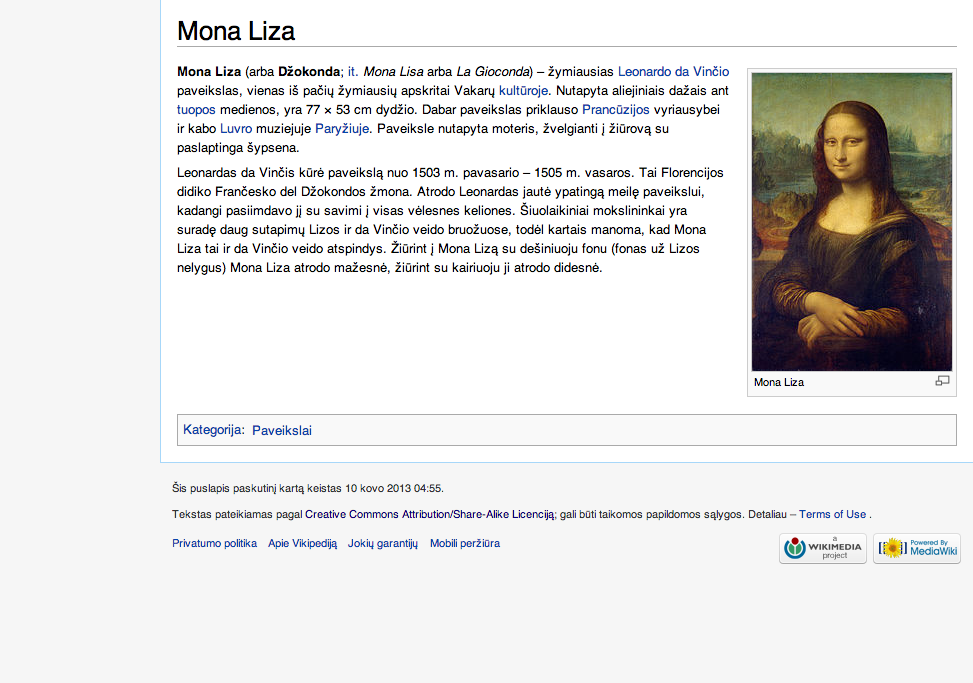 Mona Liza
Mona Liza (arba Džokonda; it. Mona Lisa arba La Gioconda) – žymiausias Leonardo da Vinčio
paveikslas, vienas iš pačių žymiausių apskritai Vakarų kultūroje. Nutapyta aliejiniais dažais ant
tuopos medienos, yra 77 × 53 cm dydžio. Dabar paveikslas priklauso Prancūzijos vyriausybei
ir kabo Luvro muziejuje Paryžiuje. Paveiksle nutapyta moteris, žvelgianti į žiūrovą su
paslaptinga šypsena.
Leonardas da Vinčis kūrė paveikslą nuo 1503 m. pavasario – 1505 m. vasaros. Tai Florencijos
didiko Frančesko del Džokondos žmona. Atrodo Leonardas jautė ypatingą meilę paveikslui,
kadangi pasiimdavo jį su savimi į visas vėlesnes keliones. Šiuolaikiniai mokslininkai yra
suradę daug sutapimų Lizos ir da Vinčio veido bruožuose, todėl kartais manoma, kad Mona
Liza tai ir da Vinčio veido atspindys. Žiūrint į Mona Lizą su dešiniuoju fonu (fonas už Lizos
nelygus) Mona Liza atrodo mažesnė, žiūrint su kairiuoju ji atrodo didesnė.
Mona Liza
Kategorija: Paveikslai
Šis puslapis paskutinį kartą keistas 10 kovo 2013 04:55.
Tekstas pateikiamas pagal Creative Commons Attribution/Share-Alike Licenciją; gali būti taikomos papildomos sąlygos. Detaliau – Terms of Use .
Privatumo politika Apie Vikipediją Jokių garantijų Mobili peržiūra
a
WIKIMEDIA
project
Powered By
MediaWiki